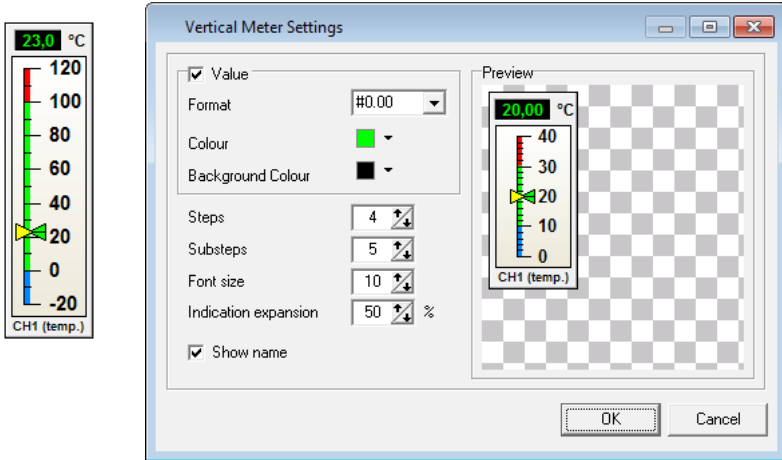 23,0 °C
120
100
80
60
40
20
0
-20
CH1 (temp.)
Vertical Meter Settings
Value
Format #0.00
Colour
Background Colour
Steps 4
Substeps 5
Font size 10
Indication expansion 50 %
Show name
Preview
20,00 °C
40
30
20
10
0
CH1 (temp.)
OK Cancel